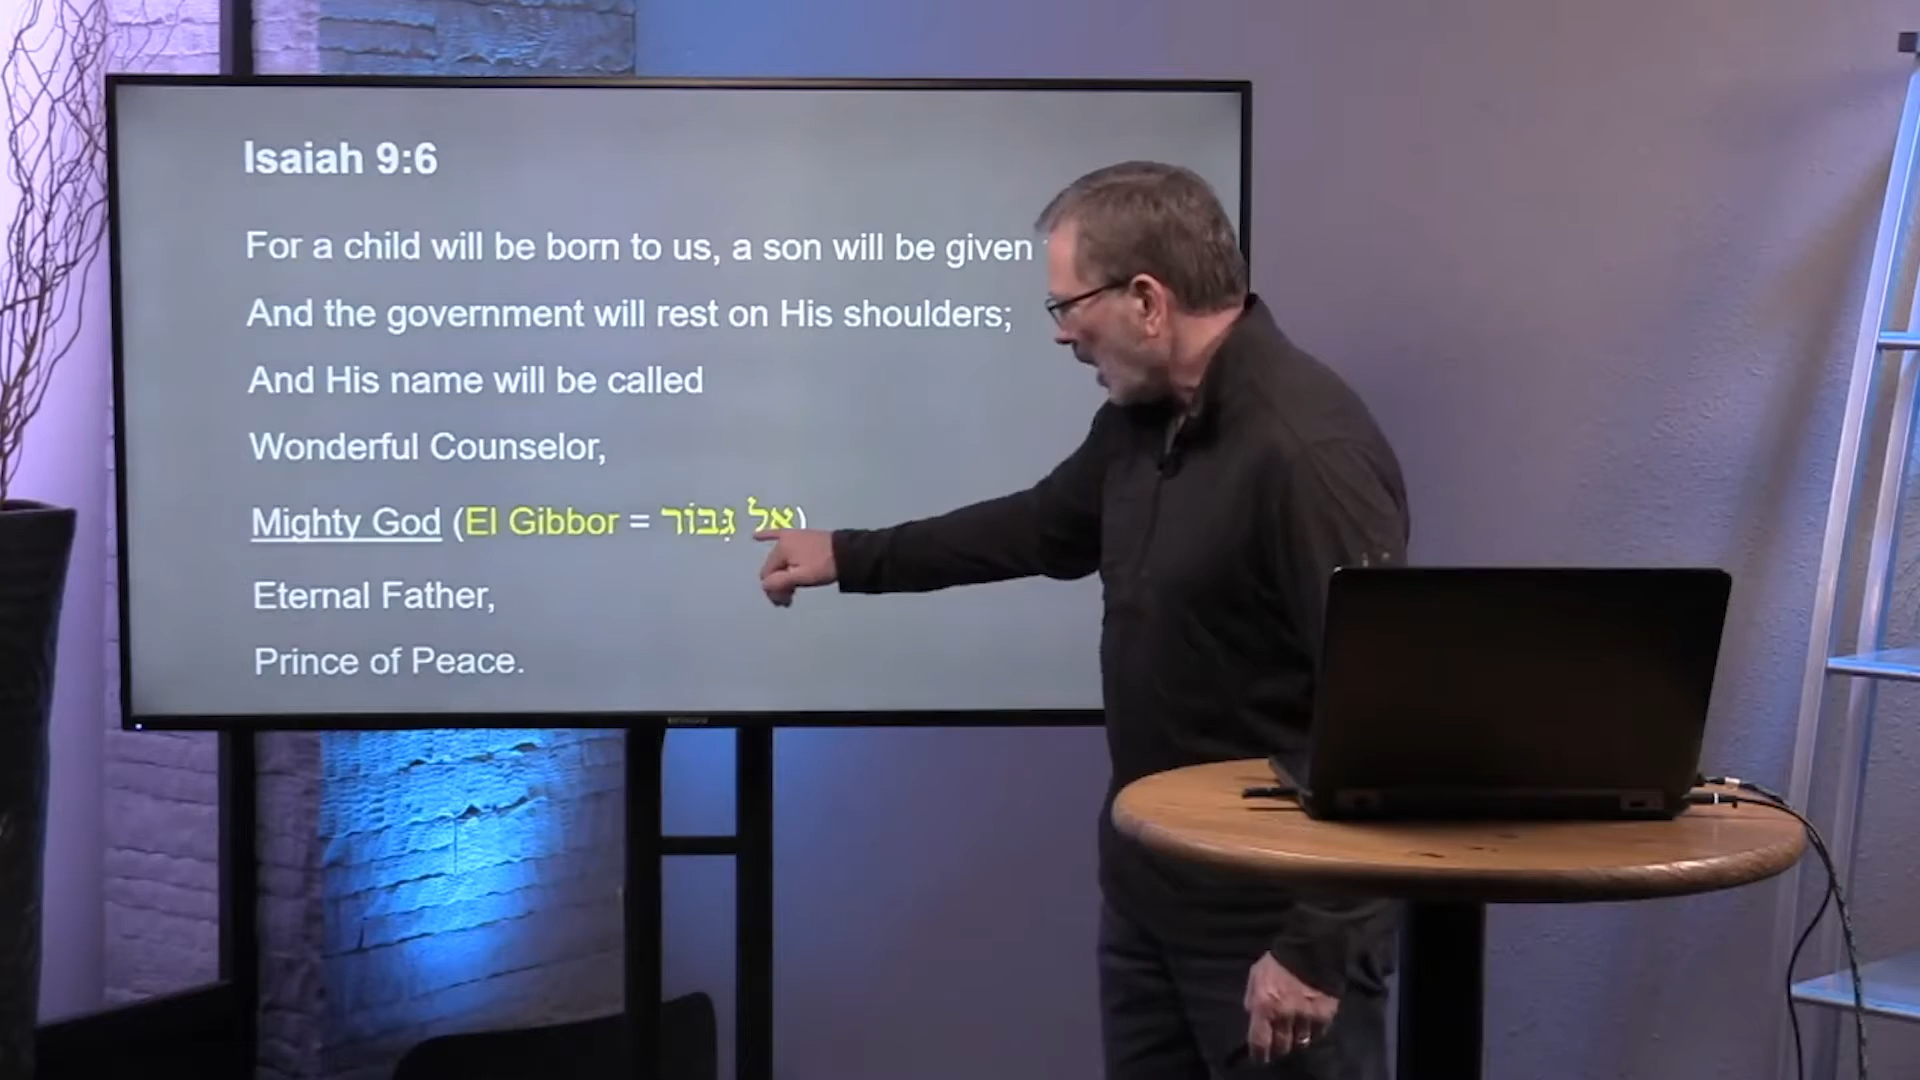 Isaiah 9:6
For a child will be born to us, a son will be given
And the government will rest on His shoulders;
And His name will be called
Wonderful Counselor,
Mighty God (El Gibbor = אֵל גִּבּוֹר)
Eternal Father,
Prince of Peace.